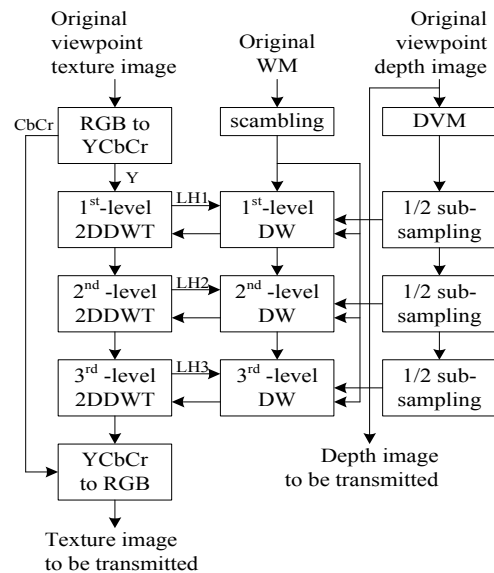 Original
viewpoint
texture image
Original
WM
Original
viewpoint
depth image
CbCr
RGB to
YCbCr
scambling
DVM
Y
1st-level
2DDWT
LH1
1st-level
DW
1/2 sub-
sampling
2nd-level
2DDWT
LH2
2nd-level
DW
1/2 sub-
sampling
3rd-level
2DDWT
LH3
3rd-level
DW
1/2 sub-
sampling
YCbCr
to RGB
Depth image
to be transmitted
Texture image
to be transmitted